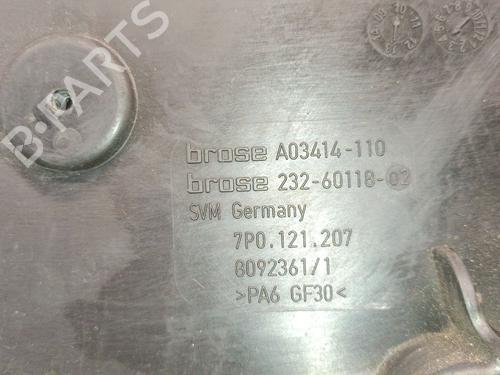 B-PARTS
brose A03414-110
brose 232-60118-02
SVM Germany
7P0.121.207
8092361/1
>PA6 GF30<